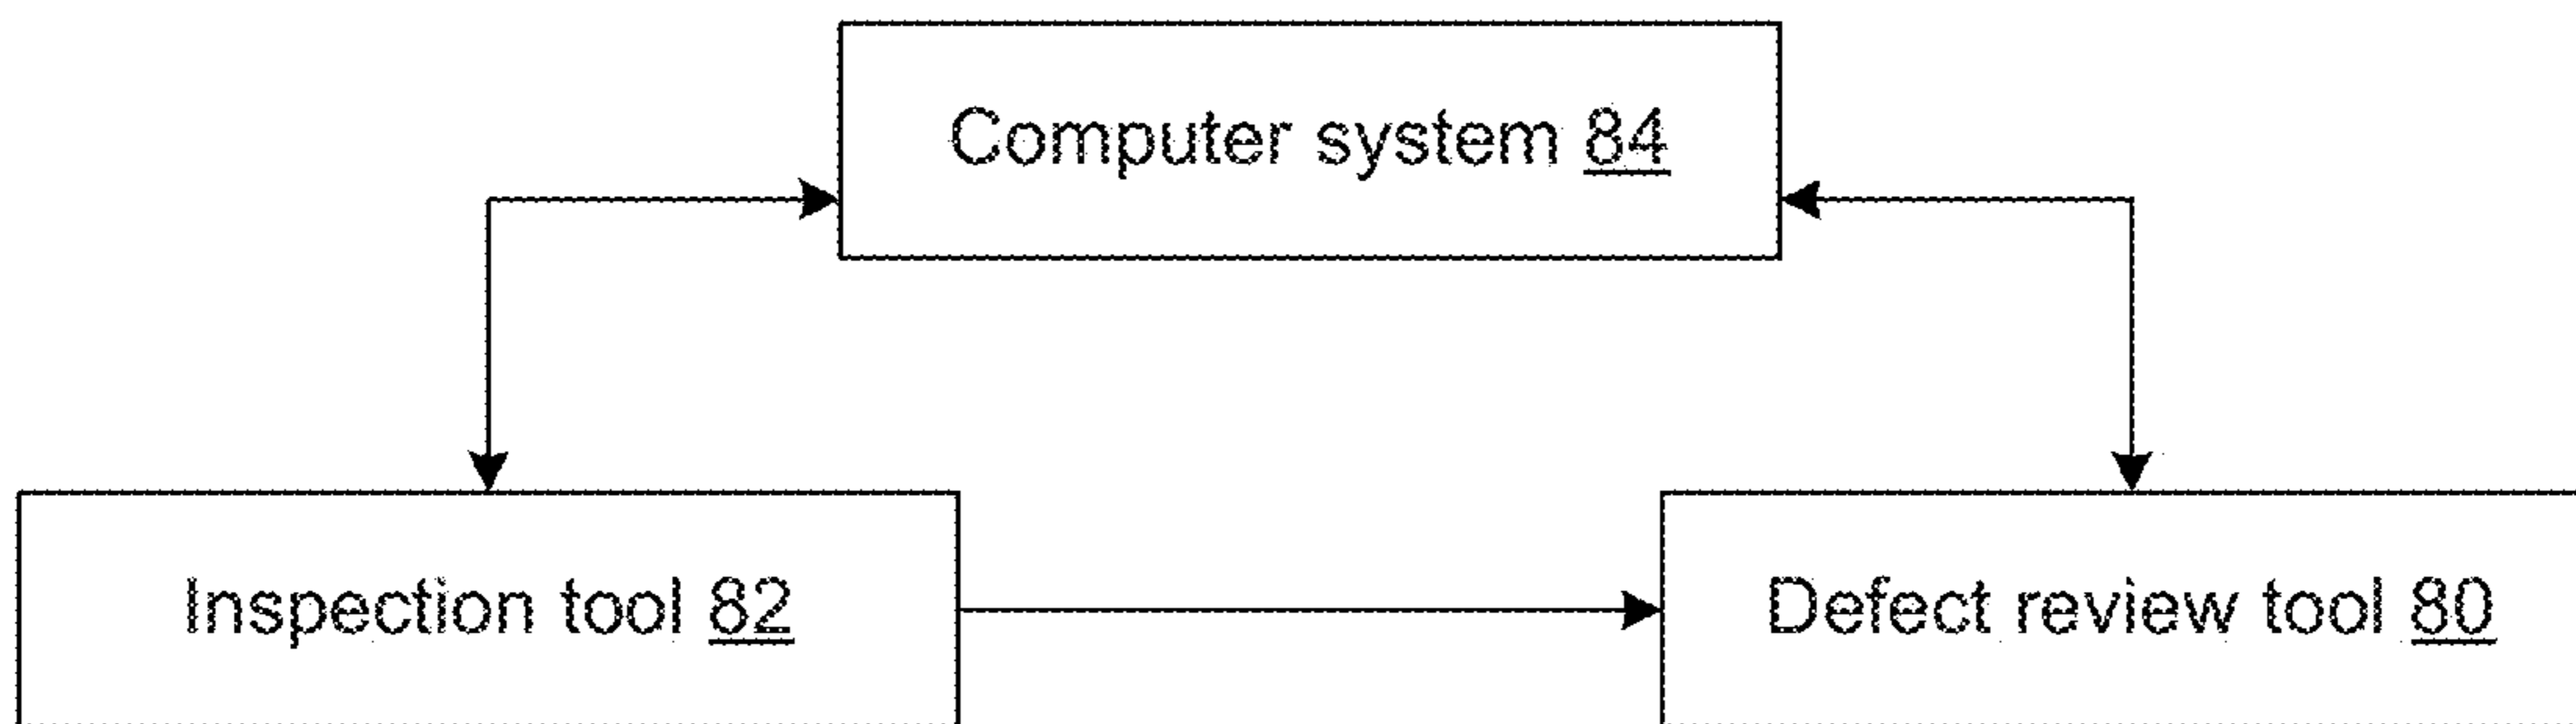 Computer system 84
Inspection tool 82
Defect review tool 80